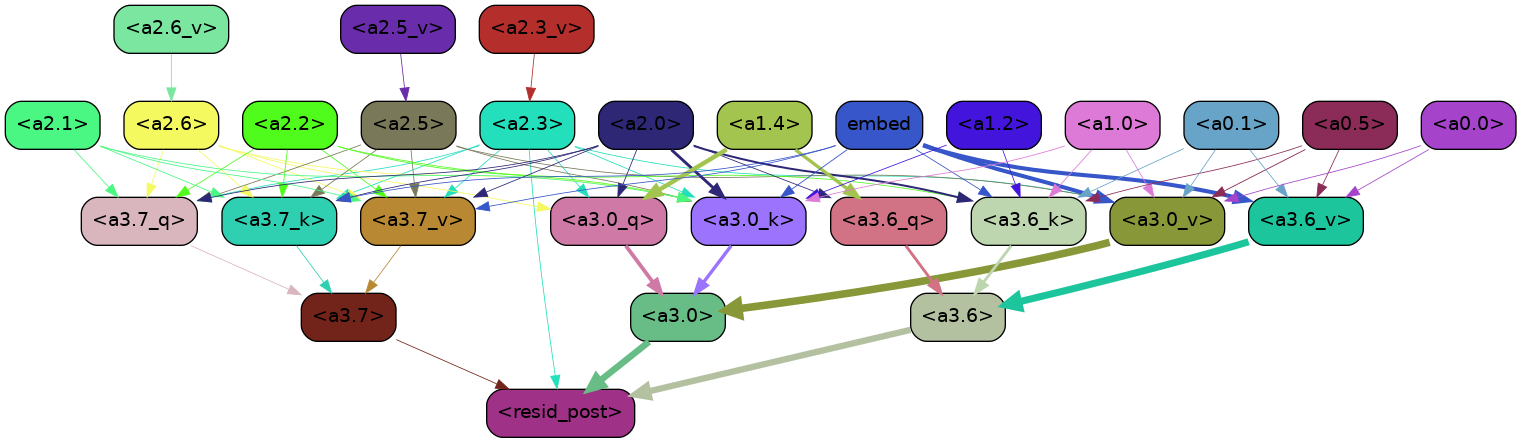 <a2.6_v> <a2.5_v> <a2.3_v>
<a2.1> <a2.6> <a2.2> <a2.5> <a2.3> <a2.0> <a1.4> embed <a1.2> <a1.0> <a0.1> <a0.5> <a0.0>
<a3.7_q> <a3.7_k> <a3.7_v> <a3.0_q> <a3.0_k> <a3.6_q> <a3.6_k> <a3.0_v> <a3.6_v>
<a3.7> <a3.0> <a3.6>
<resid_post>